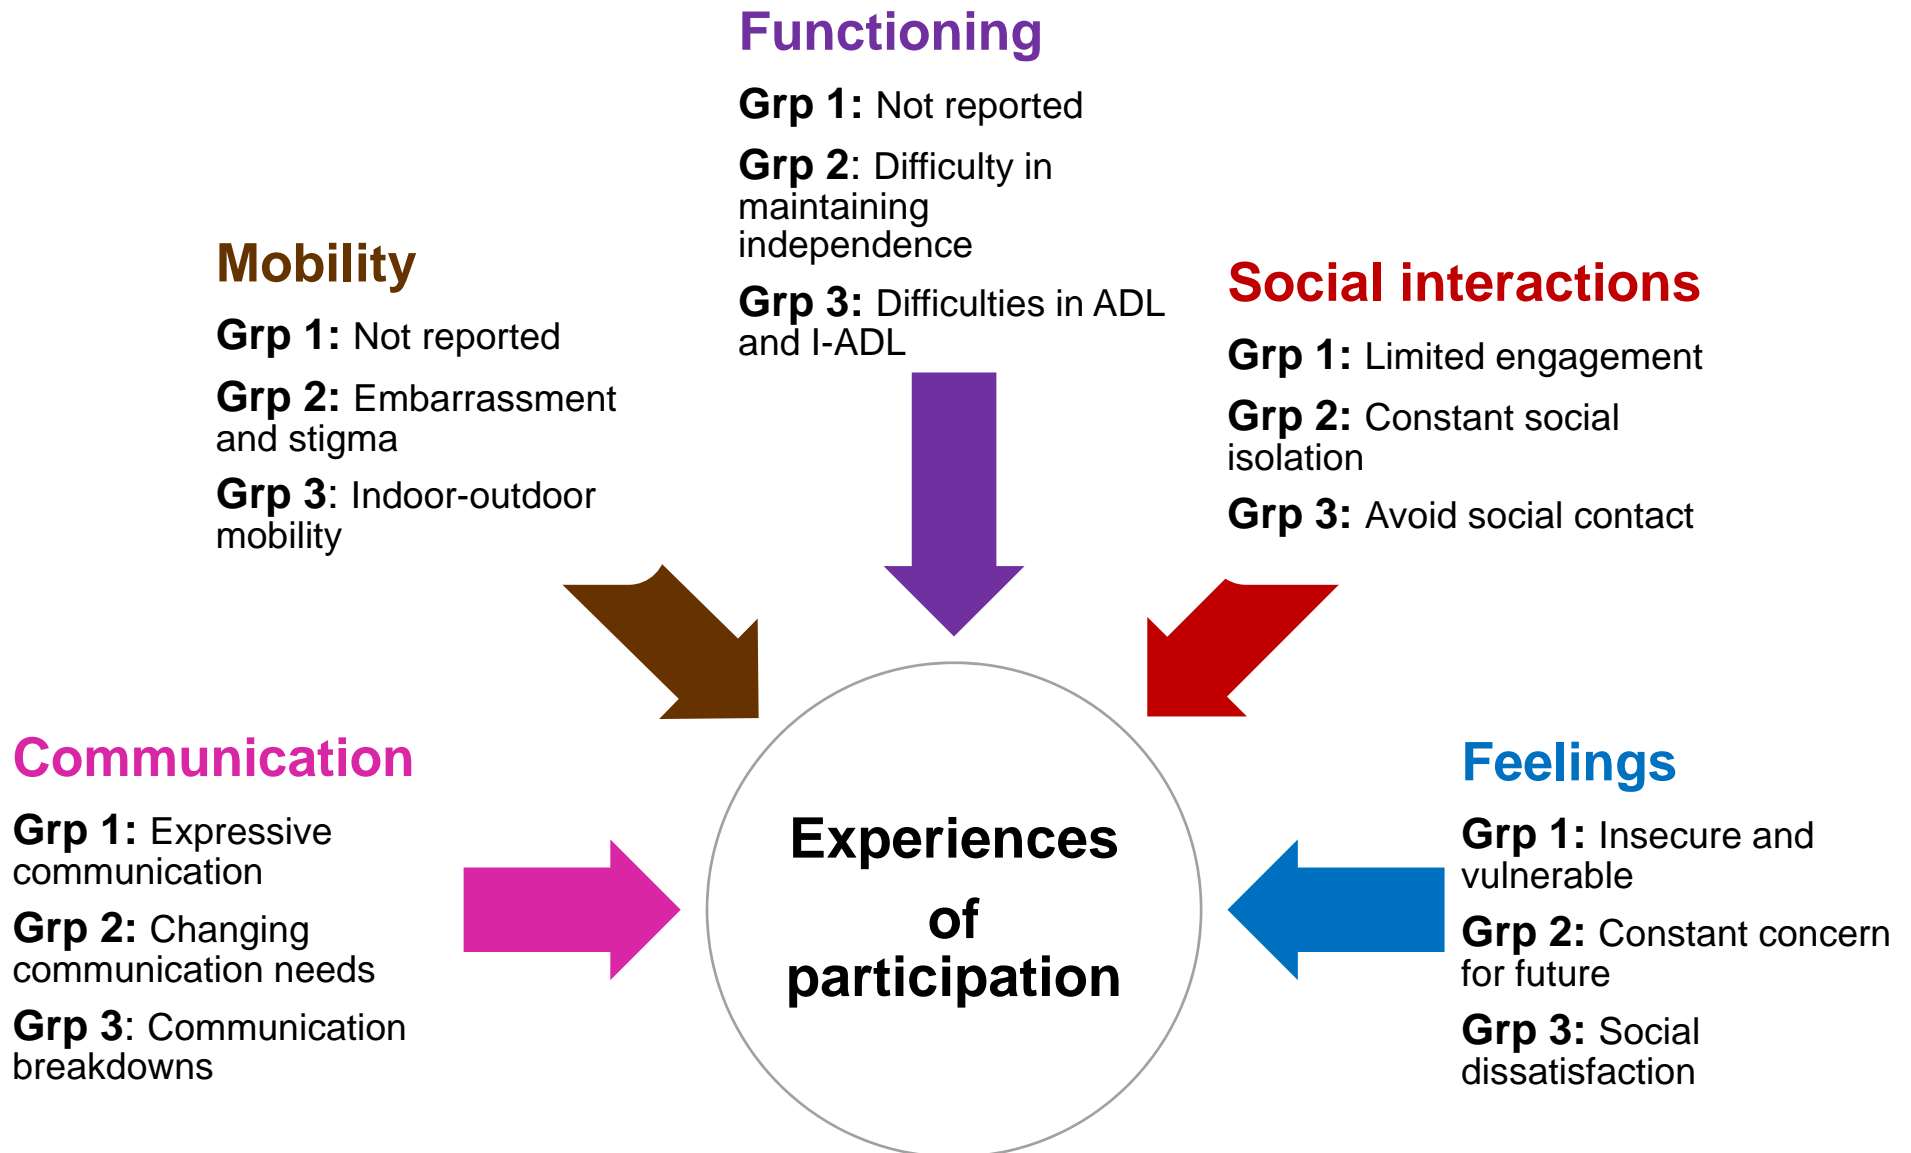 Functioning
Grp 1: Not reported
Grp 2: Difficulty in
maintaining
independence
Grp 3: Difficulties in ADL
and I-ADL
Mobility
Grp 1: Not reported
Grp 2: Embarrassment
and stigma
Grp 3: Indoor-outdoor
mobility
Social interactions
Grp 1: Limited engagement
Grp 2: Constant social
isolation
Grp 3: Avoid social contact
Communication
Grp 1: Expressive
communication
Grp 2: Changing
communication needs
Grp 3: Communication
breakdowns
Experiences
of
participation
Feelings
Grp 1: Insecure and
vulnerable
Grp 2: Constant concern
for future
Grp 3: Social
dissatisfaction